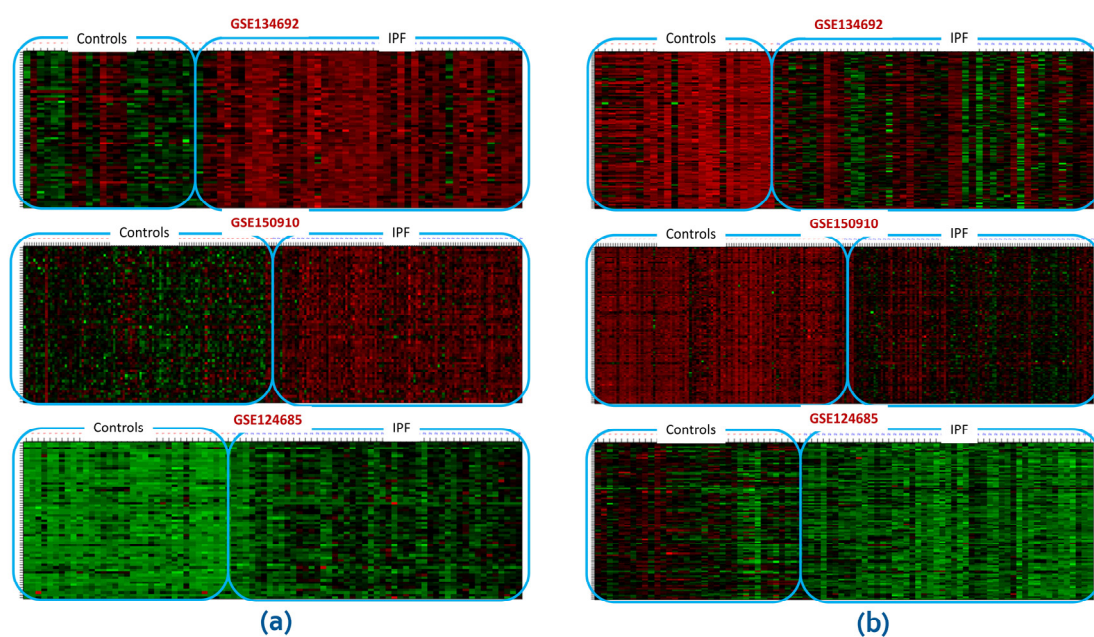 GSE134692
Controls
IPF
GSE150910
Controls
IPF
GSE124685
Controls
IPF
(a)
GSE134692
Controls
IPF
GSE150910
Controls
IPF
GSE124685
Controls
IPF
(b)